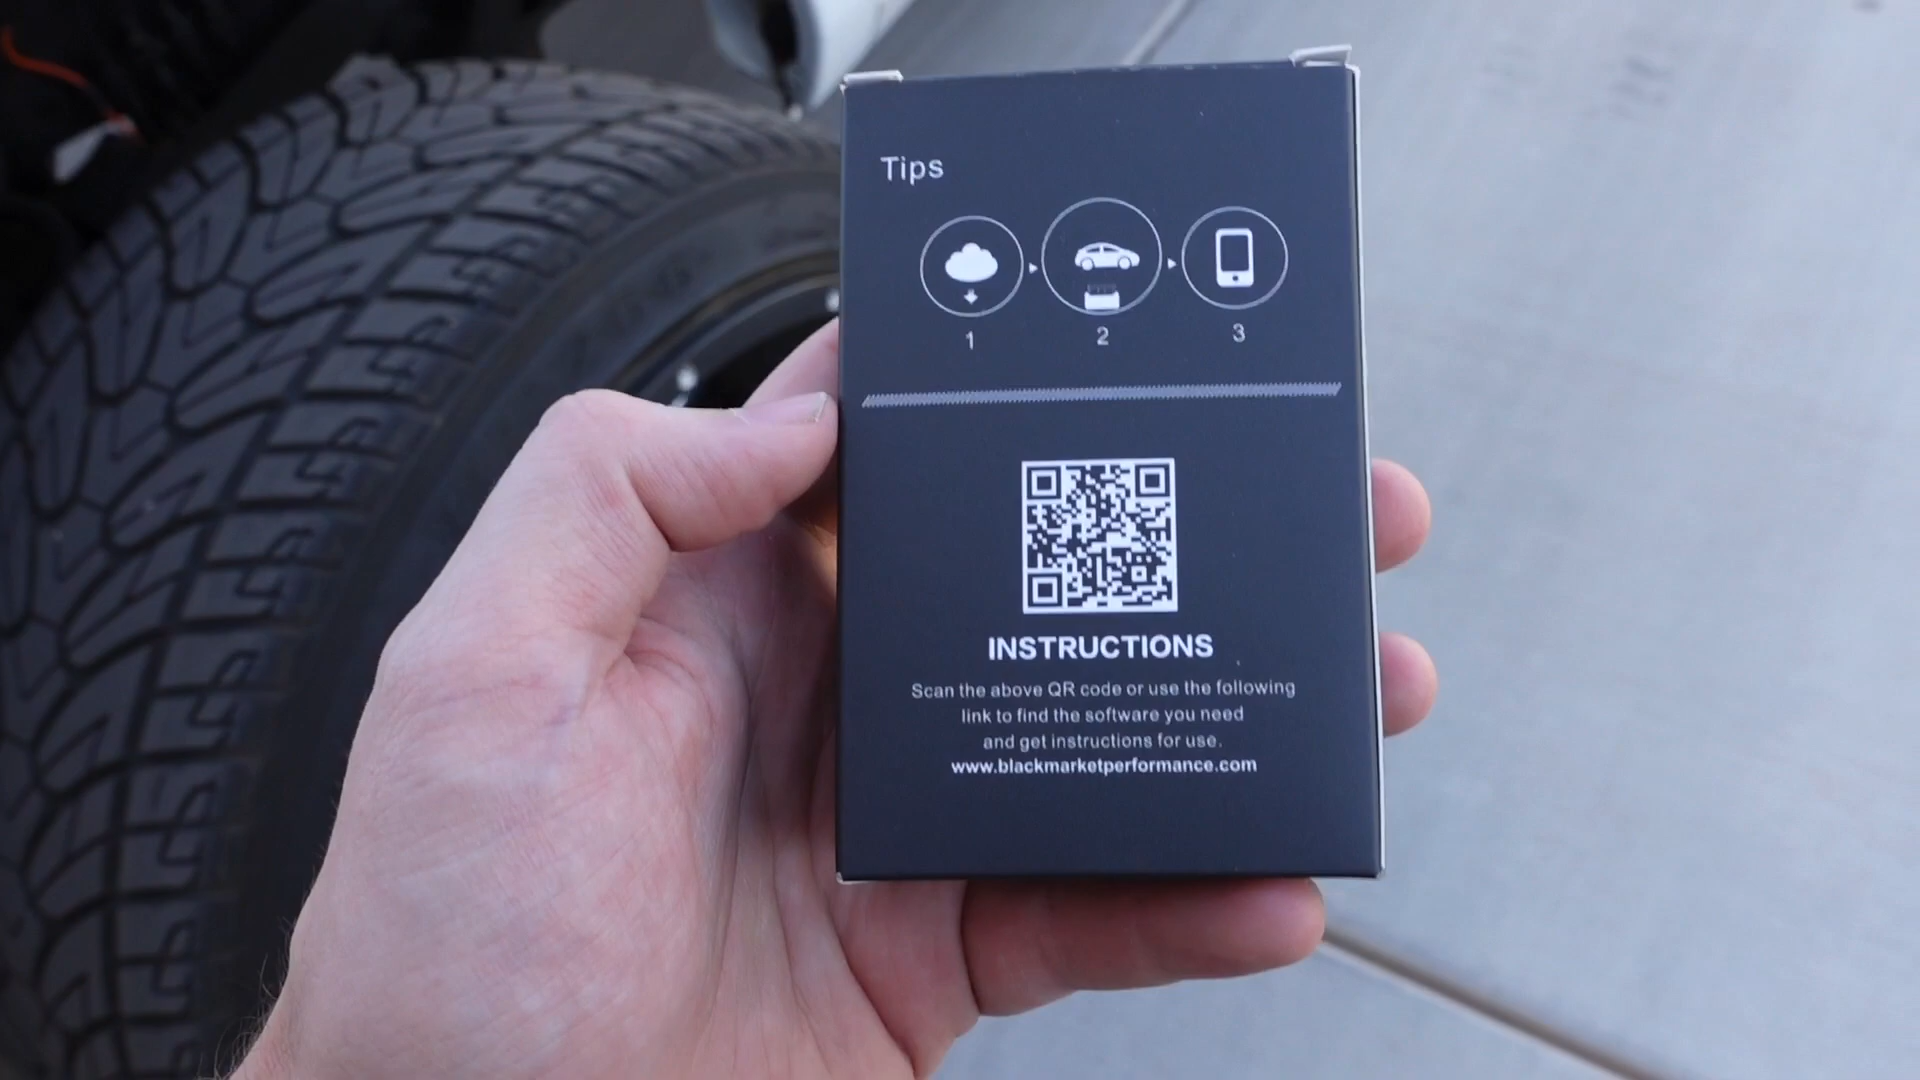 Tips
1 2 3
INSTRUCTIONS
Scan the above QR code or use the following
link to find the software you need
and get instructions for use.
www.blackmarketperformance.com